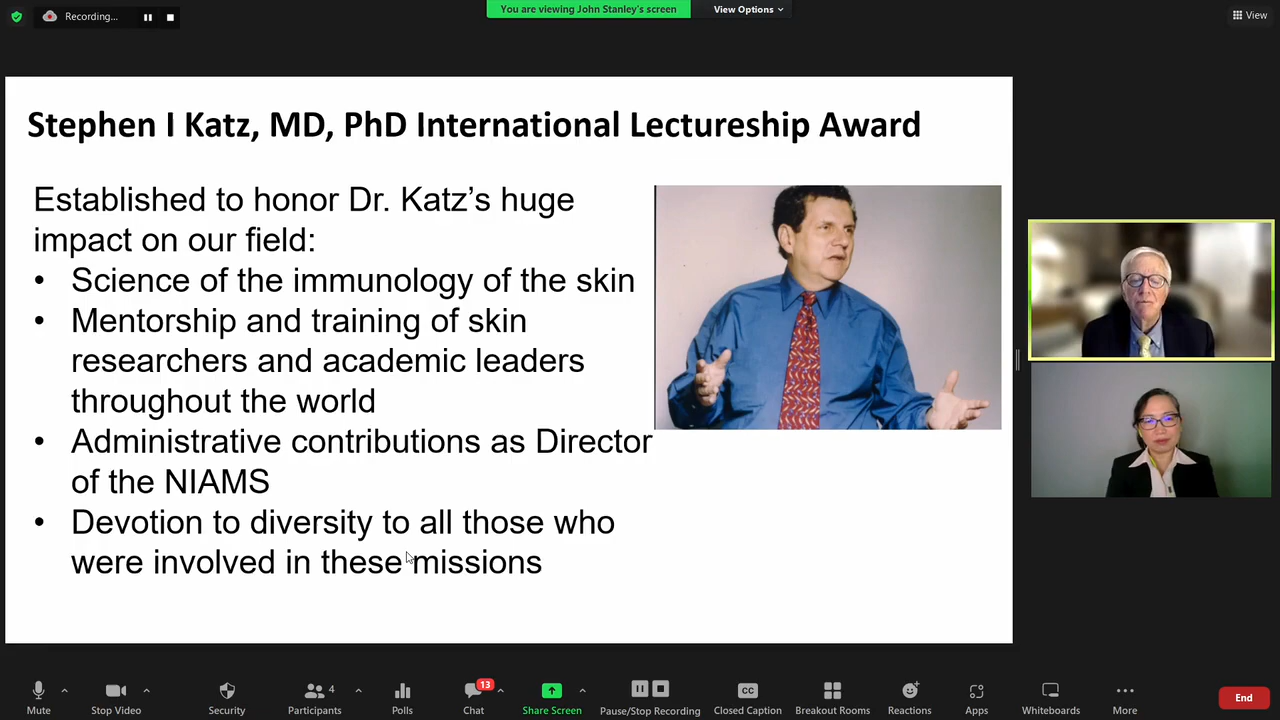 Recording...
You are viewing John Stanley's screen
View Options
View
Stephen I Katz, MD, PhD International Lectureship Award
Established to honor Dr. Katz’s huge
impact on our field:
• Science of the immunology of the skin
• Mentorship and training of skin
researchers and academic leaders
throughout the world
• Administrative contributions as Director
of the NIAMS
• Devotion to diversity to all those who
were involved in these missions
Mute
Stop Video
Security
4
Participants
Polls
13
Chat
Share Screen
Pause/Stop Recording
CC
Closed Caption
Breakout Rooms
Reactions
Apps
Whiteboards
More
End